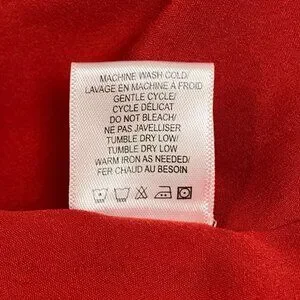 MACHINE WASH COLD/
LAVAGE EN MACHINE A FROID
GENTLE CYCLE/
CYCLE DÉLICAT
DO NOT BLEACH/
NE PAS JAVELLISER
TUMBLE DRY LOW/
TUMBLE DRY LOW
WARM IRON AS NEEDED/
FER CHAUD AU BESOIN